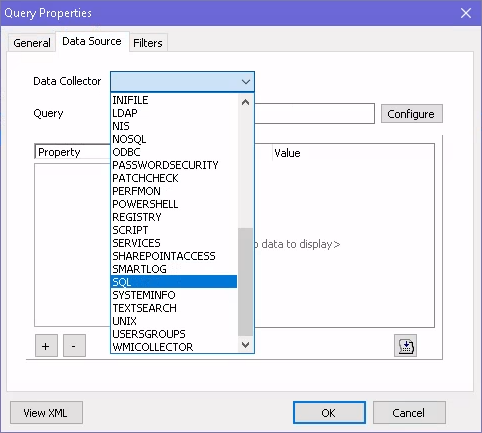 Query Properties
General Data Source Filters
Data Collector
Query Configure
Property Value
INIFILE
LDAP
NIS
NOSQL
ODBC
PASSWORDSECURITY
PATCHCHECK
PERFMON
POWERSHELL
REGISTRY
SCRIPT
SERVICES
SHAREPOINTACCESS
SMARTLOG
SQL
SYSTEMINFO
TEXTSEARCH
UNIX
USERSGROUPS
WMICOLLECTOR
data to display>
+ -
View XML OK Cancel